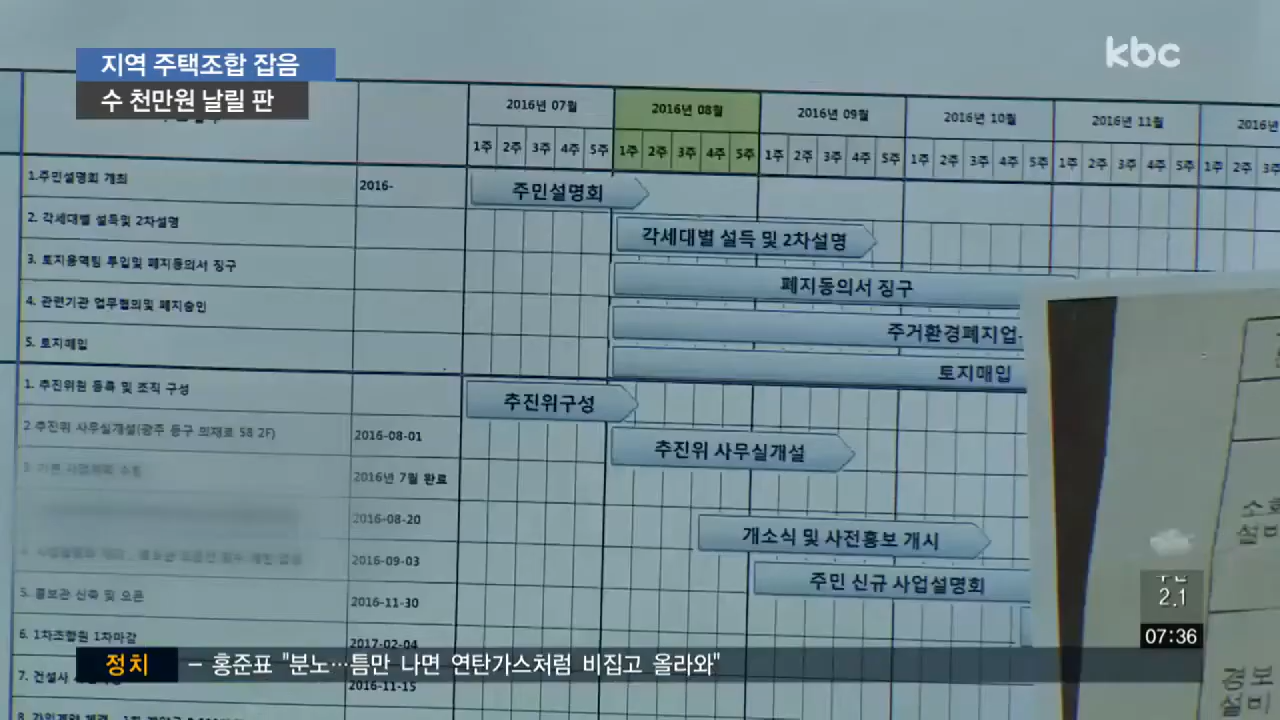 지역 주택조합 잡음
수 천만원 날릴 판
kbc
2016년 07월 2016년 08월 2016년 09월 2016년 10월 2016년 11월 2016년
1주 2주 3주 4주 5주 1주 2주 3주 4주 5주 1주 2주 3주 4주 5주 1주 2주 3주 4주 5주 1주 2주 3주 4주 5주 1주 2주 3주
1.주민설명회 개최 2016- 주민설명회
2. 각세대별 설득및 2차설명 각세대별 설득 및 2차설명
3. 토지용역팀 투입및 폐지동의서 징구 폐지동의서 징구
4. 관련기관 업무협의및 폐지승인 주거환경폐지업
5. 토지매입 토지매입
1. 추진위원 등록 및 조직 구성 추진위구성
2 추진위 사무실개설(광주 동구 의재로 58 2F) 2016-08-01 추진위 사무실개설
2016년 7월 완료
2016-08-20 개소식 및 사전홍보 개시
2016-09-03 주민 신규 사업설명회
5. 홍보관 신축 및 오픈 2016-11-30
6. 1차조합원 1차마감 2017-02-04
7. 건설사 2016-11-15
2.1
07:36
정치 – 홍준표 "분노…틈만 나면 연탄가스처럼 비집고 올라와"